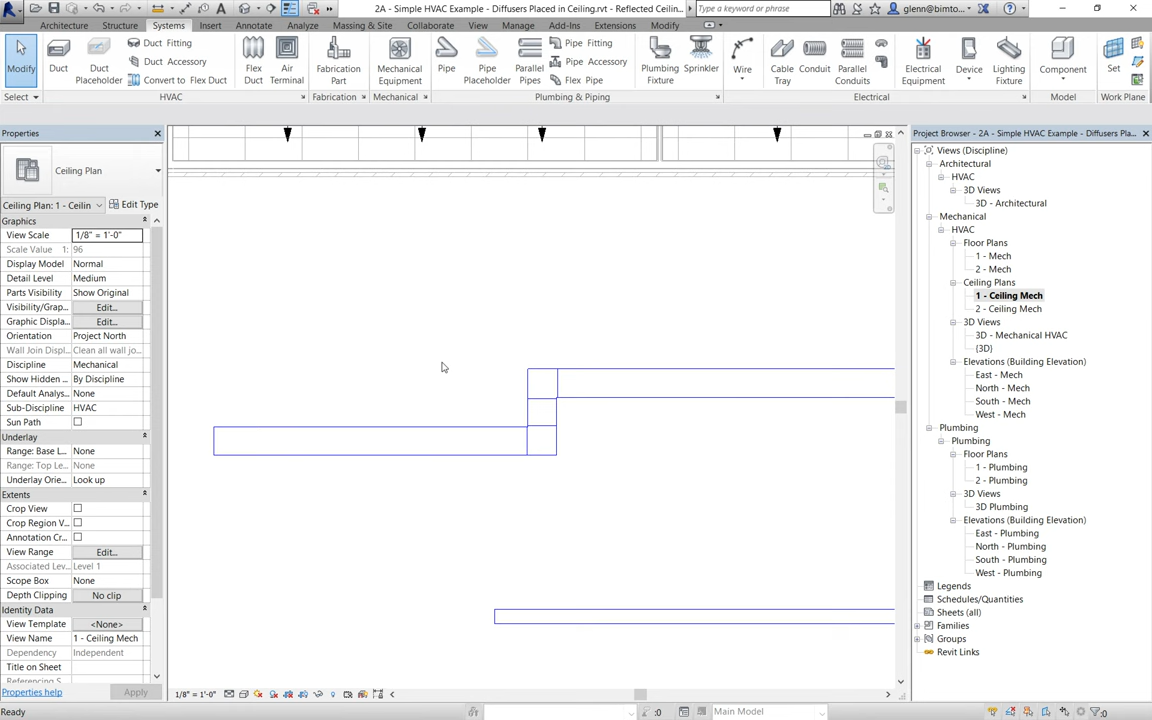 2A - Simple HVAC Example - Diffusers Placed in Ceiling.rvt - Reflected Ceiling...
Type a keyword or phrase
glenn@bimto...
Architecture Structure Systems Insert Annotate Analyze Massing & Site Collaborate View Manage Add-Ins Extensions Modify
Modify
Duct
Duct Placeholder
Duct Fitting
Duct Accessory
Convert to Flex Duct
Flex Duct
Air Terminal
Fabrication Part
Mechanical Equipment
Pipe
Pipe Placeholder
Parallel Pipes
Pipe Fitting
Pipe Accessory
Flex Pipe
Plumbing Fixture
Sprinkler
Wire
Cable Tray
Conduit
Parallel Conduits
Electrical Equipment
Device
Lighting Fixture
Component
Set
Select HVAC Fabrication Mechanical Plumbing & Piping Electrical Model Work Plane
Properties
Ceiling Plan
Ceiling Plan: 1 - Ceilin
Edit Type
Graphics
View Scale 1/8" = 1'-0"
Scale Value 1: 96
Display Model Normal
Detail Level Medium
Parts Visibility Show Original
Visibility/Grap... Edit...
Graphic Displa... Edit...
Orientation Project North
Wall Join Displ... Clean all wall jo...
Discipline Mechanical
Show Hidden ... By Discipline
Default Analys... None
Sub-Discipline HVAC
Sun Path
Underlay
Range: Base L... None
Range: Top Le... None
Underlay Orie... Look up
Extents
Crop View
Crop Region V...
Annotation Cr...
View Range Edit...
Associated Lev... Level 1
Scope Box None
Depth Clipping No clip
Identity Data
View Template <None>
View Name 1 - Ceiling Mech
Dependency Independent
Title on Sheet
Properties help
Apply
1/8" = 1'-0"
Ready
:0
Main Model
:0
Project Browser - 2A - Simple HVAC Example - Diffusers Pla...
Views (Discipline)
Architectural
HVAC
3D Views
3D - Architectural
Mechanical
HVAC
Floor Plans
1 - Mech
2 - Mech
Ceiling Plans
1 - Ceiling Mech
2 - Ceiling Mech
3D Views
3D - Mechanical HVAC
{3D}
Elevations (Building Elevation)
East - Mech
North - Mech
South - Mech
West - Mech
Plumbing
Plumbing
Floor Plans
1 - Plumbing
2 - Plumbing
3D Views
3D Plumbing
Elevations (Building Elevation)
East - Plumbing
North - Plumbing
South - Plumbing
West - Plumbing
Legends
Schedules/Quantities
Sheets (all)
Families
Groups
Revit Links